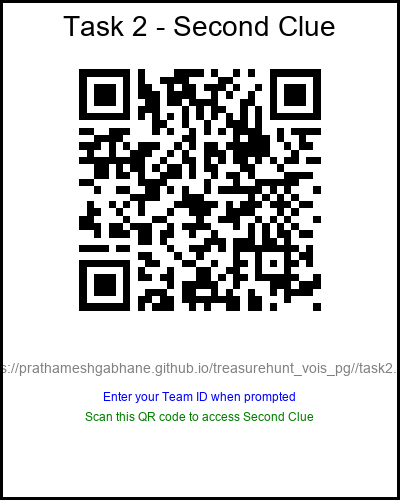 Task 2 - Second Clue
s://prathameshgabhane.github.io/treasurehunt_vois_pg//task2.
Enter your Team ID when prompted
Scan this QR code to access Second Clue